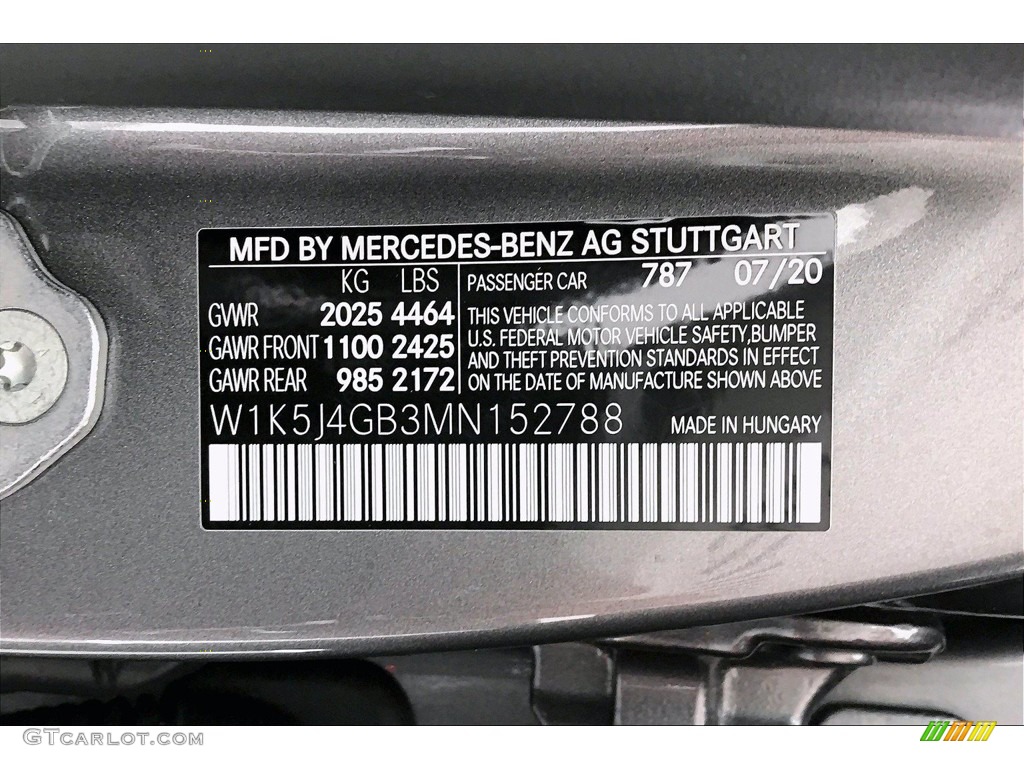 MFD BY MERCEDES-BENZ AG STUTTGART
KG LBS
GVWR 2025 4464
GAWR FRONT 1100 2425
GAWR REAR 985 2172
PASSENGER CAR 787 07/20
THIS VEHICLE CONFORMS TO ALL APPLICABLE
U.S. FEDERAL MOTOR VEHICLE SAFETY,BUMPER
AND THEFT PREVENTION STANDARDS IN EFFECT
ON THE DATE OF MANUFACTURE SHOWN ABOVE
W1K5J4GB3MN152788 MADE IN HUNGARY
GTCARLOT.COM